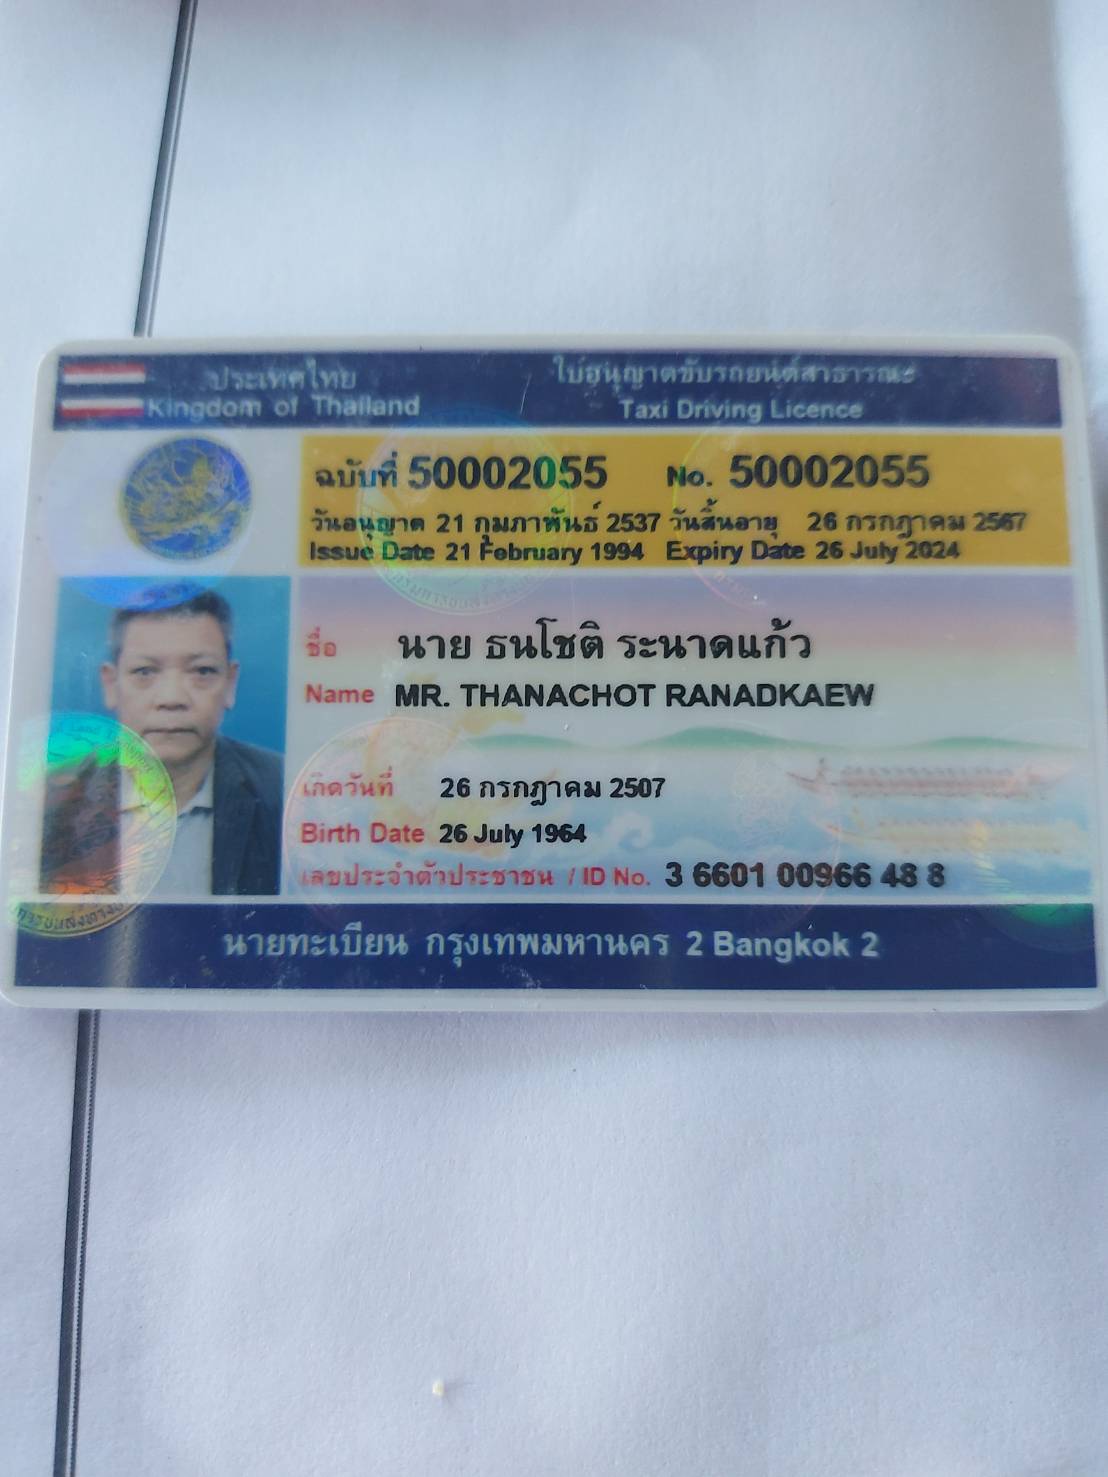 ประเทศไทย
Kingdom of Thailand
ใบอนุญาตขับรถยนต์สาธารณะ
Taxi Driving Licence
ฉบับที่ 50002055 No. 50002055
วันอนุญาต 21 กุมภาพันธ์ 2537 วันสิ้นอายุ 26 กรกฎาคม 2567
Issue Date 21 February 1994 Expiry Date 26 July 2024
ชื่อ นาย ธนโชติ ระนาดแก้ว
Name MR. THANACHOT RANADKAEW
เกิดวันที่ 26 กรกฎาคม 2507
Birth Date 26 July 1964
เลขประจำตัวประชาชน / ID No. 3 6601 00966 48 8
นายทะเบียน กรุงเทพมหานคร 2 Bangkok 2